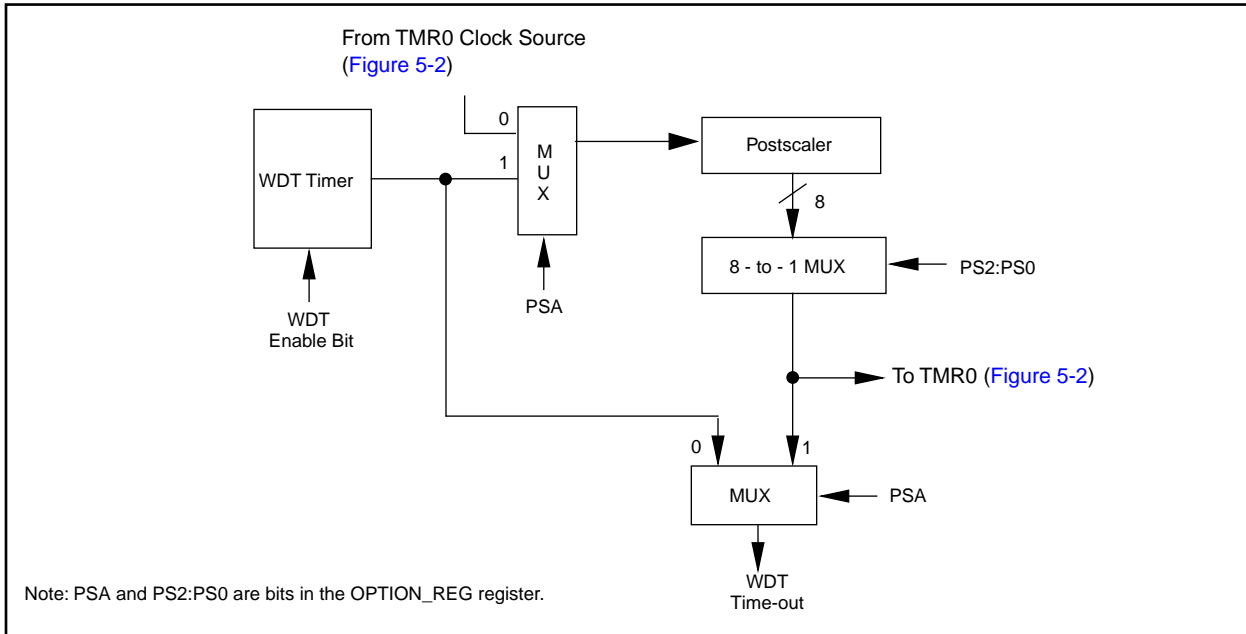 From TMR0 Clock Source
(Figure 5-2)
0
1
M
U
X
WDT Timer
Postscaler
8
8 - to - 1 MUX
PS2:PS0
PSA
WDT
Enable Bit
To TMR0 (Figure 5-2)
0
1
MUX
PSA
WDT
Time-out
Note: PSA and PS2:PS0 are bits in the OPTION_REG register.